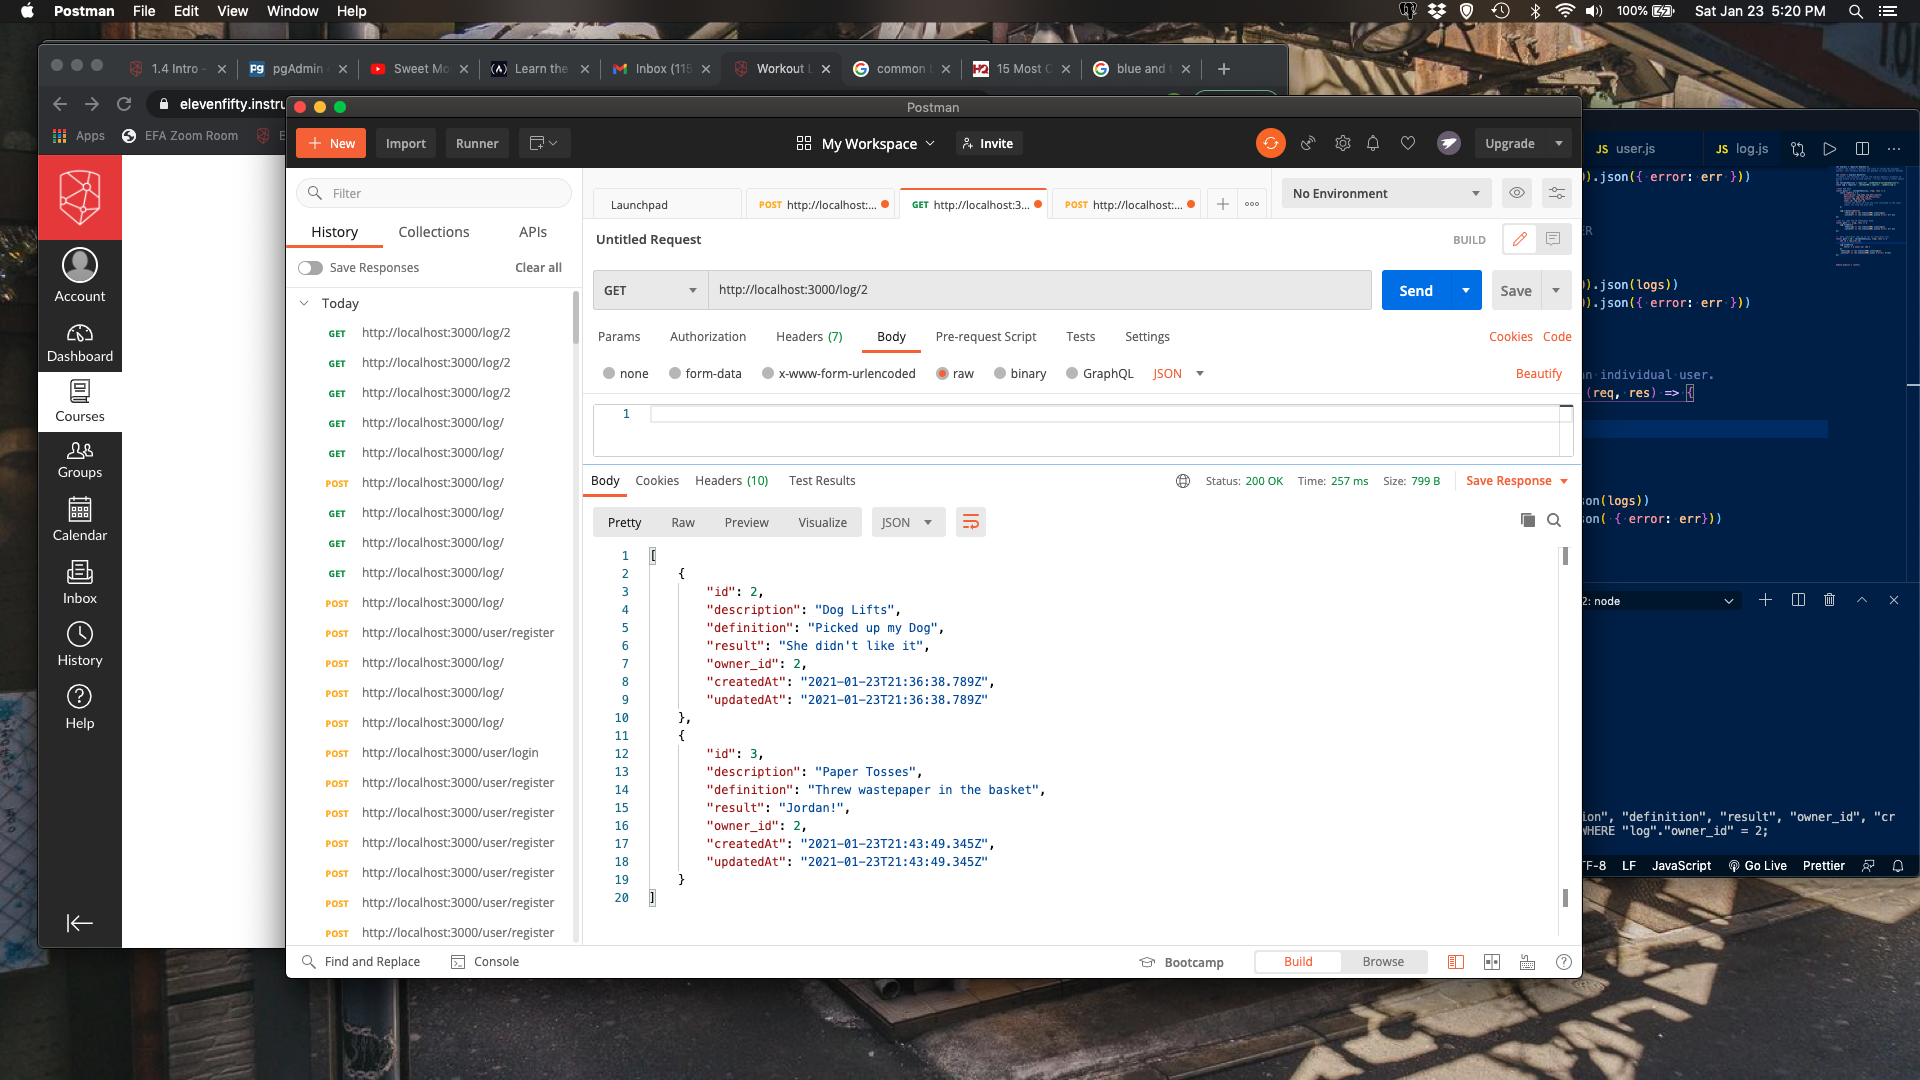 Postman File Edit View Window Help
100% Sat Jan 23 5:20 PM
1.4 Intro - pgAdmin Sweet Mo Learn the Inbox (115 Workout L common 15 Most C blue and
elevenfifty.instru
Apps EFA Zoom Room
Postman
New Import Runner My Workspace Invite Upgrade
Filter
History Collections APIs
Save Responses Clear all
Today
GET http://localhost:3000/log/2
GET http://localhost:3000/log/2
GET http://localhost:3000/log/2
GET http://localhost:3000/log/
GET http://localhost:3000/log/
POST http://localhost:3000/log/
GET http://localhost:3000/log/
GET http://localhost:3000/log/
GET http://localhost:3000/log/
POST http://localhost:3000/log/
POST http://localhost:3000/user/register
POST http://localhost:3000/log/
POST http://localhost:3000/log/
POST http://localhost:3000/log/
POST http://localhost:3000/user/login
POST http://localhost:3000/user/register
POST http://localhost:3000/user/register
POST http://localhost:3000/user/register
POST http://localhost:3000/user/register
POST http://localhost:3000/user/register
POST http://localhost:3000/user/register
Account
Dashboard
Courses
Groups
Calendar
Inbox
History
Help
Launchpad POST http://localhost:... GET http://localhost:3... POST http://localhost:... No Environment
Untitled Request BUILD
GET http://localhost:3000/log/2 Send Save
Params Authorization Headers (7) Body Pre-request Script Tests Settings Cookies Code
none form-data x-www-form-urlencoded raw binary GraphQL JSON Beautify
1
Body Cookies Headers (10) Test Results Status: 200 OK Time: 257 ms Size: 799 B Save Response
Pretty Raw Preview Visualize JSON
1 [
2 {
3 "id": 2,
4 "description": "Dog Lifts",
5 "definition": "Picked up my Dog",
6 "result": "She didn't like it",
7 "owner_id": 2,
8 "createdAt": "2021-01-23T21:36:38.789Z",
9 "updatedAt": "2021-01-23T21:36:38.789Z"
10 },
11 {
12 "id": 3,
13 "description": "Paper Tosses",
14 "definition": "Threw wastepaper in the basket",
15 "result": "Jordan!",
16 "owner_id": 2,
17 "createdAt": "2021-01-23T21:43:49.345Z",
18 "updatedAt": "2021-01-23T21:43:49.345Z"
19 }
20 ]
Find and Replace Console Bootcamp Build Browse
JS user.js JS log.js
).json({ error: err }))
ER
).json(logs))
).json({ error: err }))
n individual user.
(req, res) => {
son(logs))
son( { error: err}))
2: node
ion", "definition", "result", "owner_id", "cr
WHERE "log"."owner_id" = 2;
TF-8 LF JavaScript Go Live Prettier